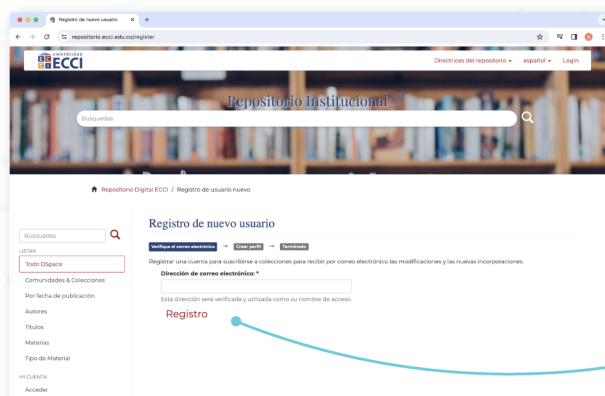 Registro de nuevo usuario
repositorio.ecci.edu.co/register
UNIVERSIDAD
ECCI
Directrices del repositorio
español
Login
Repositorio Institucional
Búsquedas
Repositorio Digital ECCI / Registro de usuario nuevo
Búsquedas
LISTAR
Todo DSpace
Comunidades & Colecciones
Por fecha de publicación
Autores
Títulos
Materias
Tipo de Material
MI CUENTA
Acceder
Registro de nuevo usuario
Verifique el correo electrónico → Crear perfil → Terminado
Registrar una cuenta para suscribirse a colecciones para recibir por correo electrónico las modificaciones y las nuevas incorporaciones.
Dirección de correo electrónico: *
Esta dirección será verificada y utilizada como su nombre de acceso.
Registro